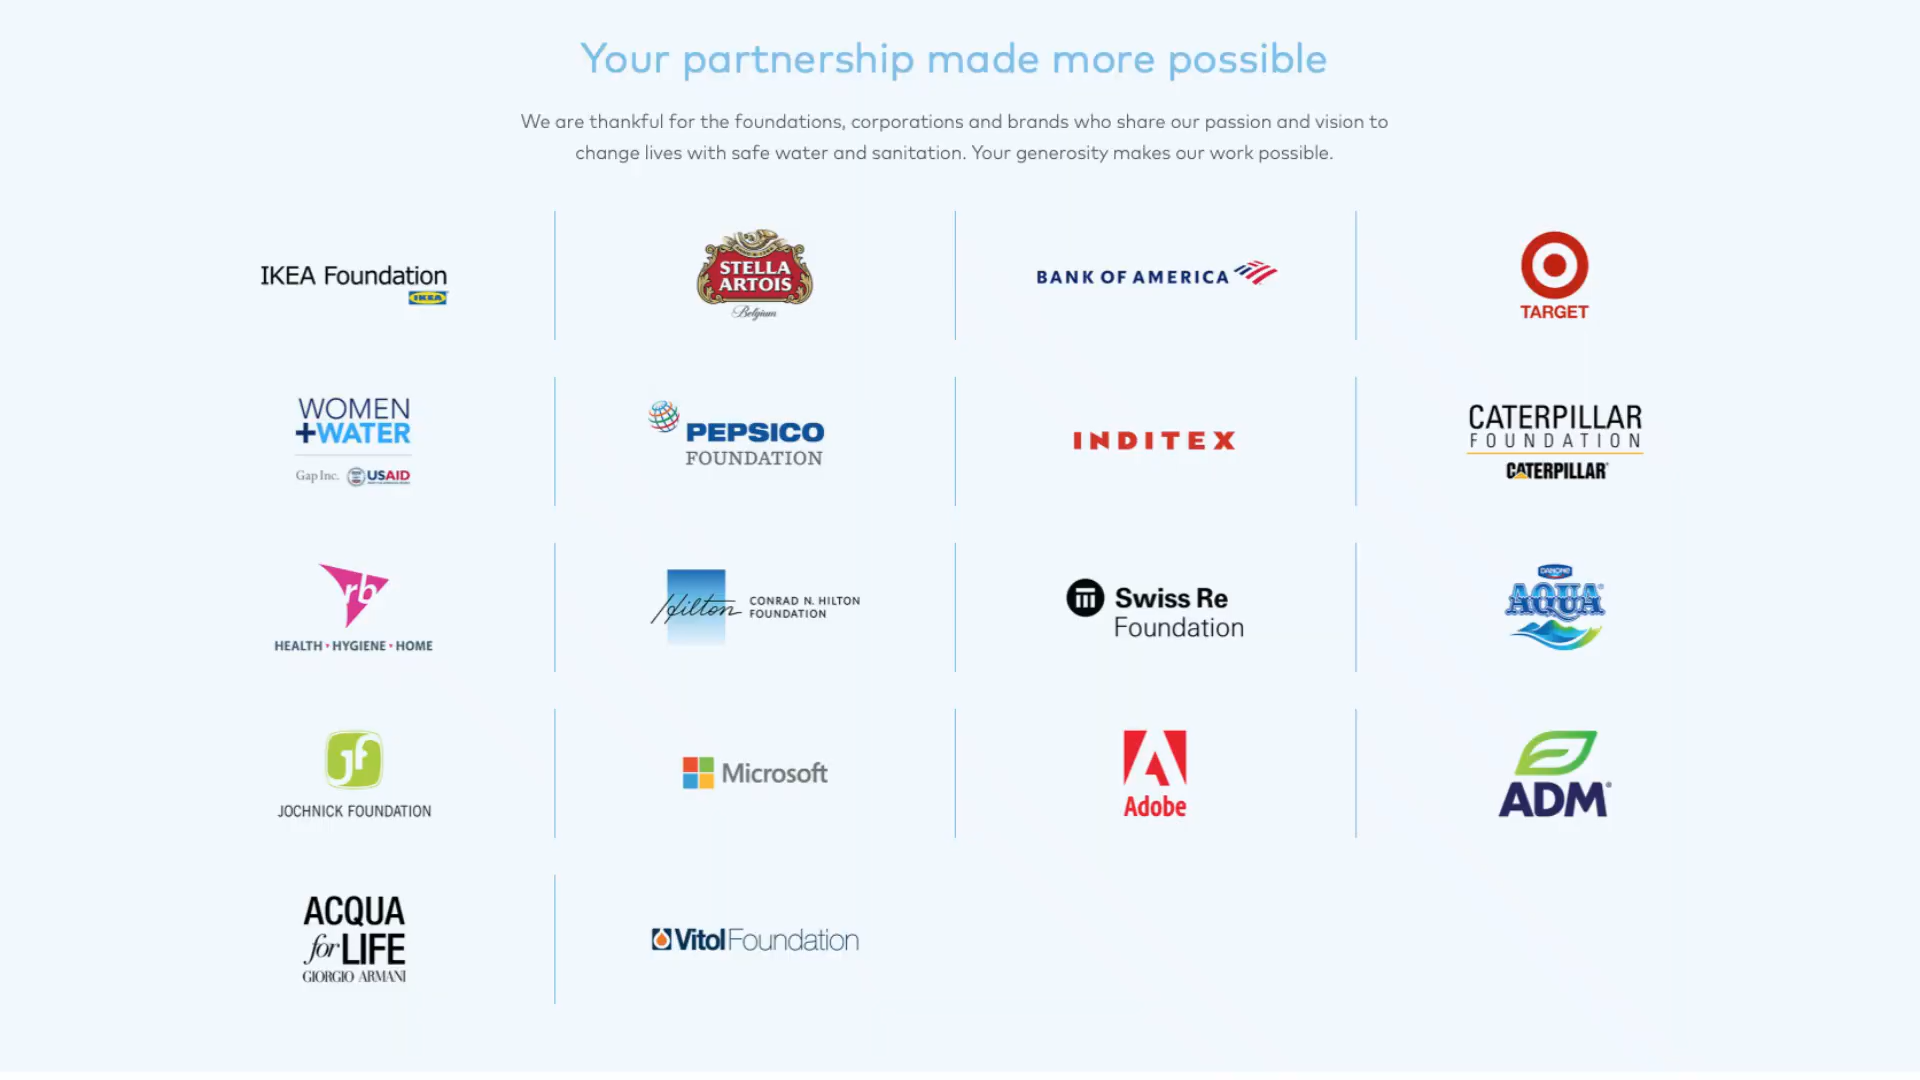 Your partnership made more possible
We are thankful for the foundations, corporations and brands who share our passion and vision to
change lives with safe water and sanitation. Your generosity makes our work possible.
IKEA Foundation
IKEA
STELLA
ARTOIS
Belgium
BANK OF AMERICA
TARGET
WOMEN
+WATER
Gap Inc. USAID
PEPSICO
FOUNDATION
INDITEX
CATERPILLAR
FOUNDATION
CATERPILLAR
rb
HEALTH • HYGIENE • HOME
Hilton
CONRAD N. HILTON
FOUNDATION
Swiss Re
Foundation
DANONE
AQUA
jf
JOCHNICK FOUNDATION
Microsoft
Adobe
ADM
ACQUA
for LIFE
GIORGIO ARMANI
Vitol Foundation